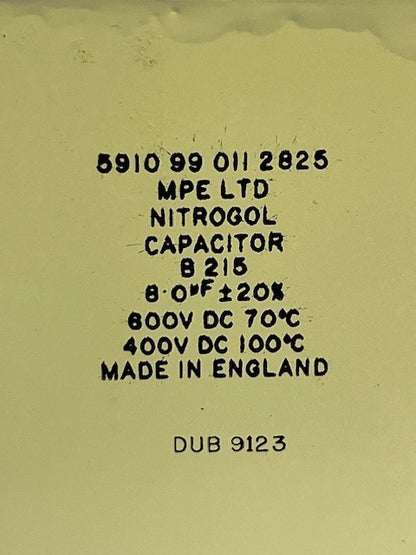 5910 99 011 2825
MPE LTD
NITROGOL
CAPACITOR
B 215
8·0µF ±20%
600V DC 70°C
400V DC 100°C
MADE IN ENGLAND
DUB 9123